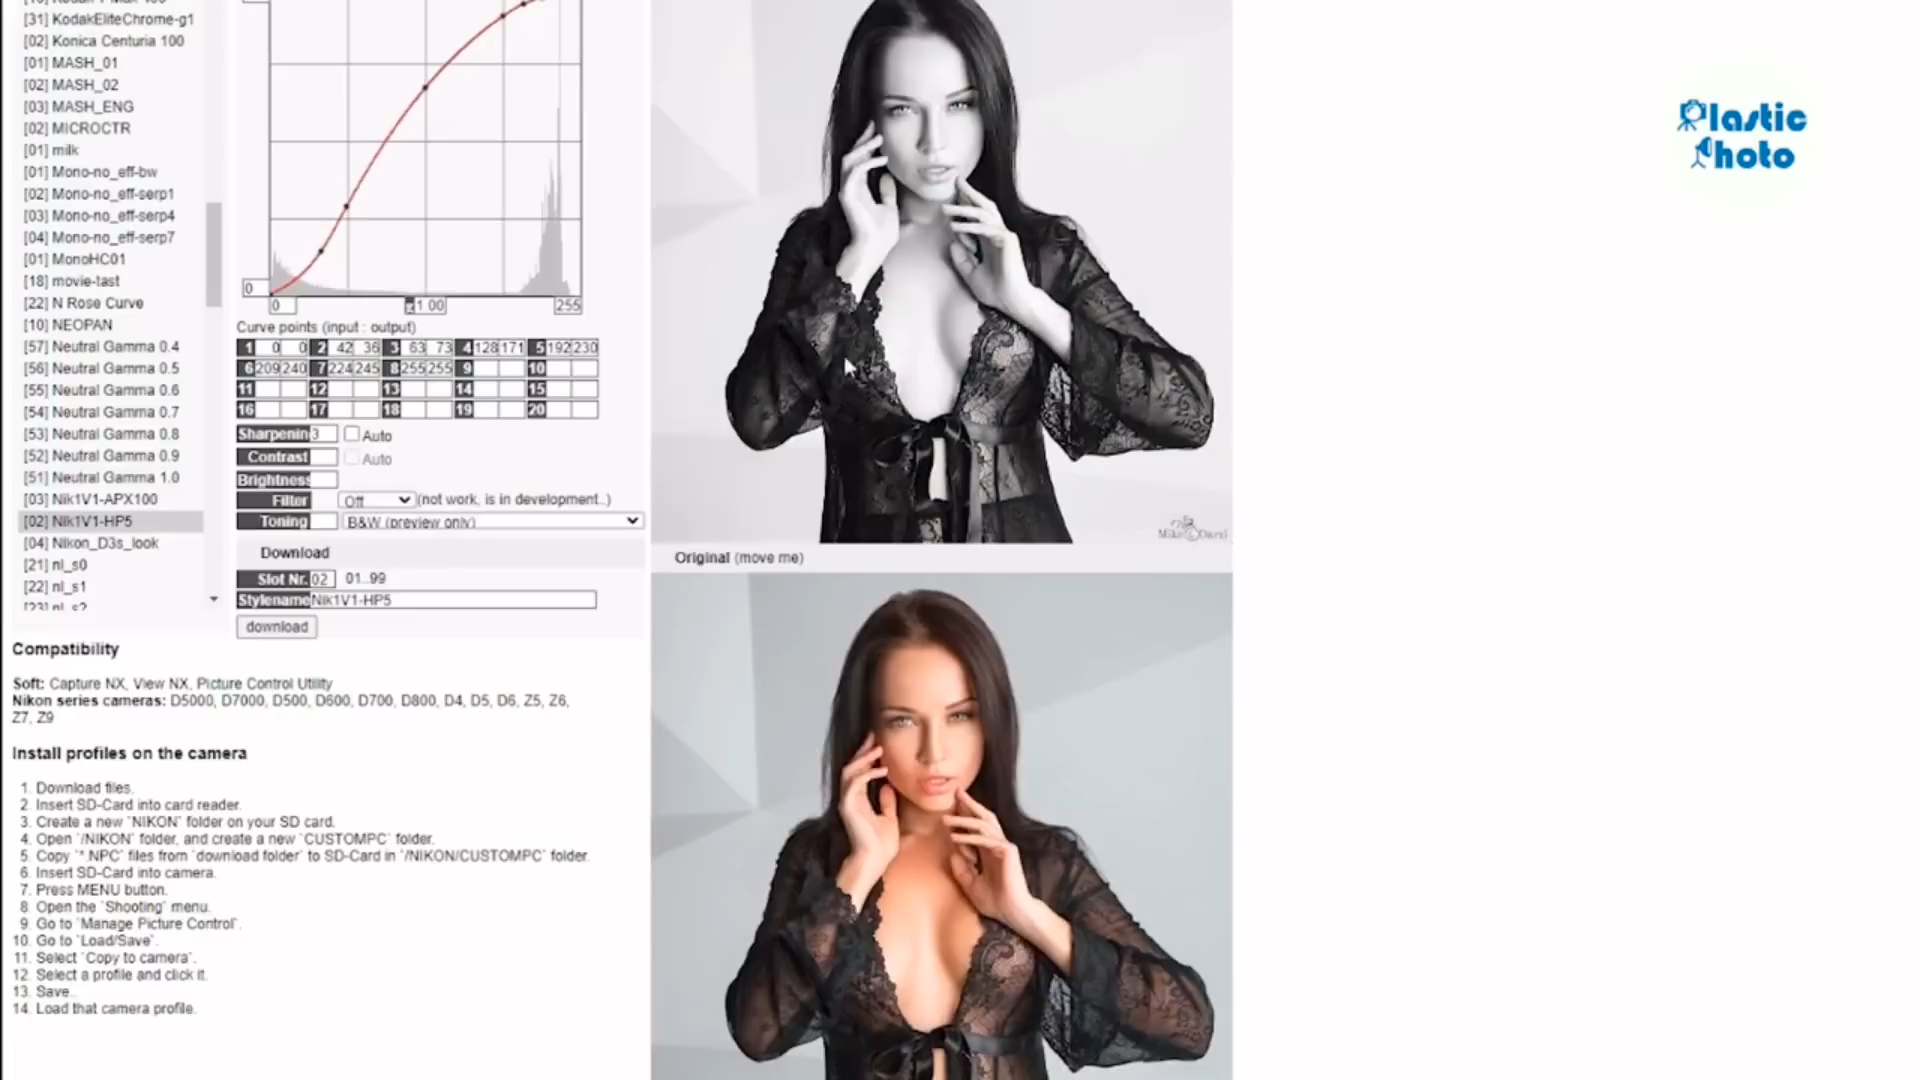 [31] KodakEliteChrome-g1
[02] Konica Centuria 100
[01] MASH_01
[02] MASH_02
[03] MASH_ENG
[02] MICROCTR
[01] milk
[01] Mono-no_eff-bw
[02] Mono-no_eff-serp1
[03] Mono-no_eff-serp4
[04] Mono-no_eff-serp7
[01] MonoHC01
[18] movie-tast
[22] N Rose Curve
[10] NEOPAN
[57] Neutral Gamma 0.4
[56] Neutral Gamma 0.5
[55] Neutral Gamma 0.6
[54] Neutral Gamma 0.7
[53] Neutral Gamma 0.8
[52] Neutral Gamma 0.9
[51] Neutral Gamma 1.0
[03] Nik1V1-APX100
[02] Nik1V1-HP5
[04] Nikon_D3s_look
[21] nl_s0
[22] nl_s1
[23] nl_s2
0
0 1 00 255
Curve points (input : output)
1 0 0 2 42 36 3 63 73 4 128 171 5 192 230
6 209 240 7 224 245 8 255 255 9 10
11 12 13 14 15
16 17 18 19 20
Sharpenin 3 Auto
Contrast Auto
Brightness
Filter Off (not work, is in development..)
Toning B&W (preview only)
Download
Slot Nr. 02 01..99
Stylename Nik1V1-HP5
download
Compatibility
Soft: Capture NX, View NX, Picture Control Utility
Nikon series cameras: D5000, D7000, D500, D600, D700, D800, D4, D5, D6, Z5, Z6,
Z7, Z9
Install profiles on the camera
1. Download files.
2. Insert SD-Card into card reader.
3. Create a new `NIKON` folder on your SD card.
4. Open `/NIKON` folder, and create a new `CUSTOMPC` folder.
5. Copy `*.NPC` files from `download folder` to SD-Card in `/NIKON/CUSTOMPC` folder.
6. Insert SD-Card into camera.
7. Press MENU button.
8. Open the `Shooting` menu.
9. Go to `Manage Picture Control`.
10. Go to `Load/Save`.
11. Select `Copy to camera`.
12. Select a profile and click it.
13. Save..
14. Load that camera profile.
Original (move me)
Plastic
Photo